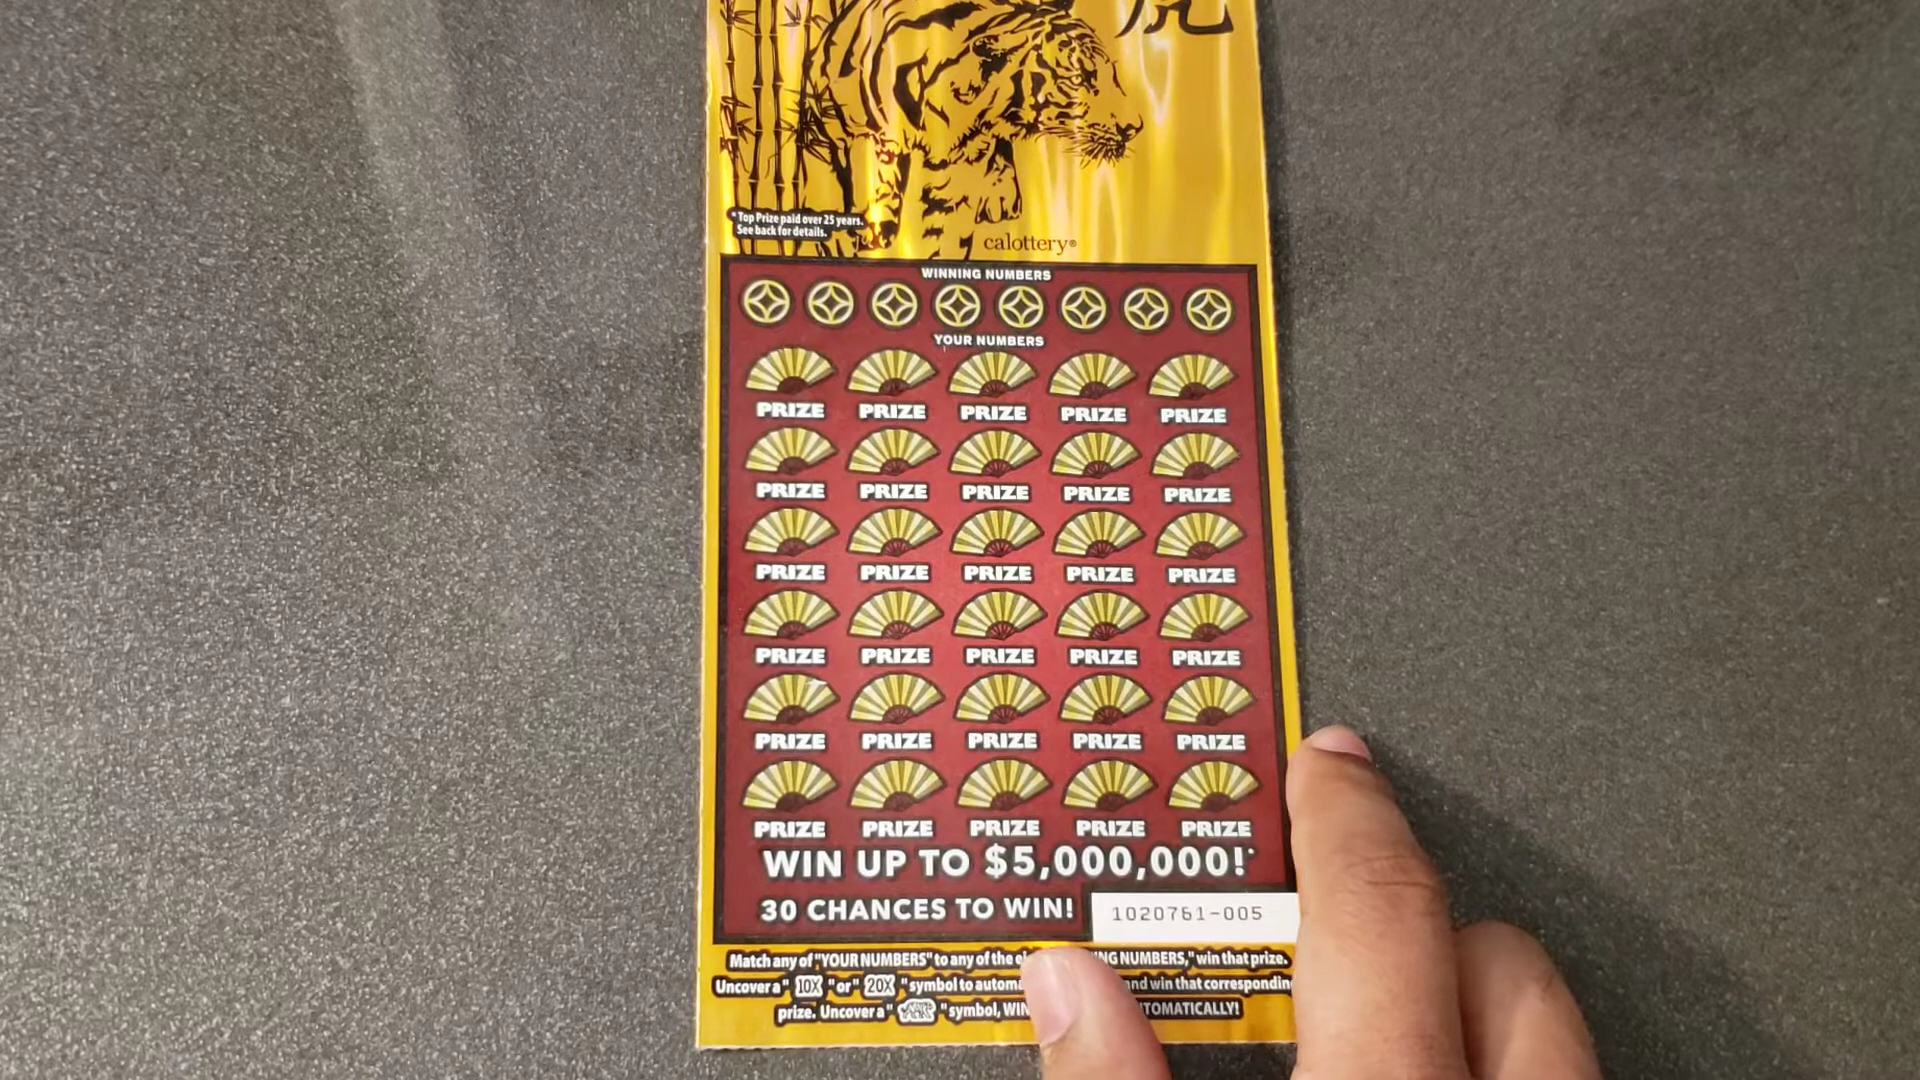 虎
* Top Prize paid over 25 years.
See back for details.
calottery®
WINNING NUMBERS
YOUR NUMBERS
PRIZE PRIZE PRIZE PRIZE PRIZE
PRIZE PRIZE PRIZE PRIZE PRIZE
PRIZE PRIZE PRIZE PRIZE PRIZE
PRIZE PRIZE PRIZE PRIZE PRIZE
PRIZE PRIZE PRIZE PRIZE PRIZE
PRIZE PRIZE PRIZE PRIZE PRIZE
WIN UP TO $5,000,000!*
30 CHANCES TO WIN!
1020761-005
Match any of "YOUR NUMBERS" to any of the NUMBERS," win that prize.
Uncover a "10X" or "20X" symbol to and win that corresponding
prize. Uncover a " " symbol, WIN